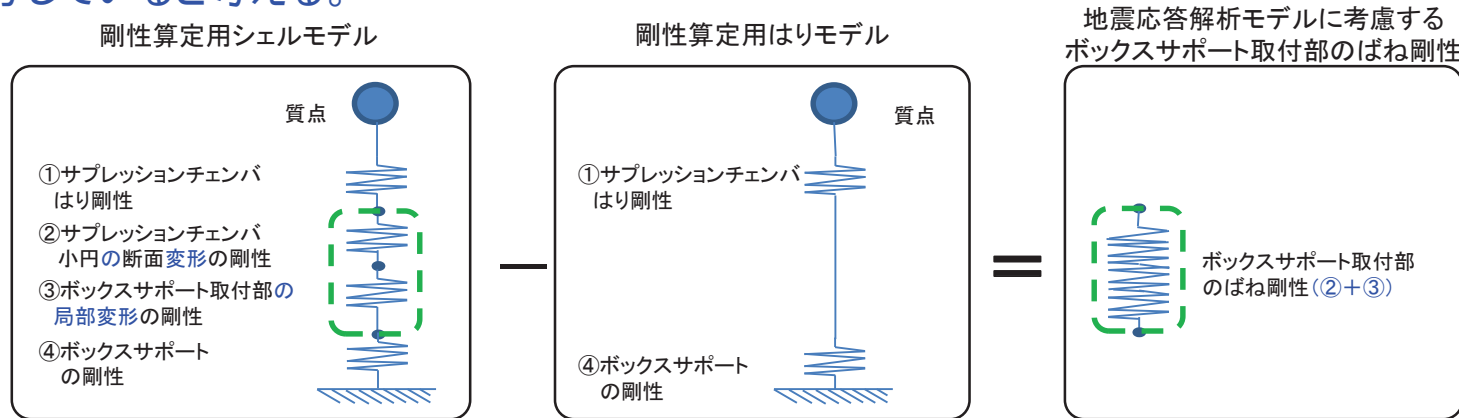 していると考える。
剛性算定用シェルモデル
剛性算定用はりモデル
地震応答解析モデルに考慮する
ボックスサポート取付部のばね剛性
質点
①サプレッションチェンバ
はり剛性
②サプレッションチェンバ
小円の断面変形の剛性
③ボックスサポート取付部の
局部変形の剛性
④ボックスサポート
の剛性
質点
①サプレッションチェンバ
はり剛性
④ボックスサポート
の剛性
ー
＝
ボックスサポート取付部
のばね剛性(②＋③)